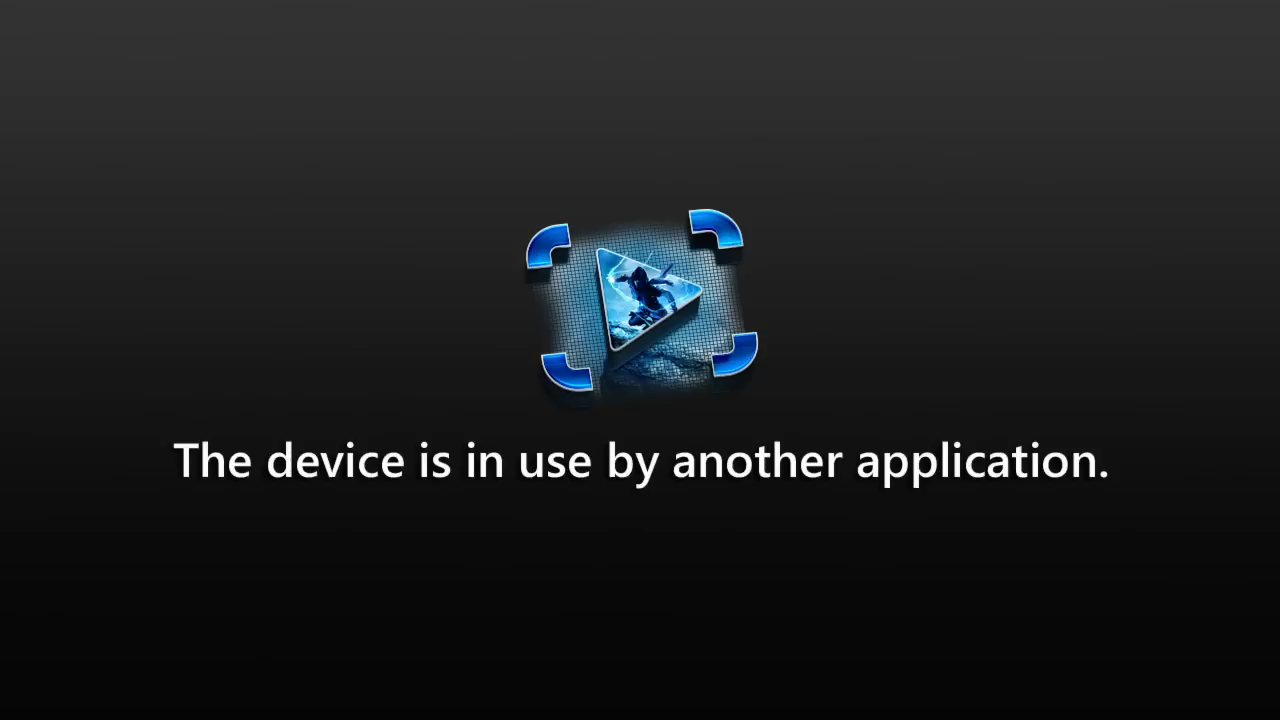 The device is in use by another application.